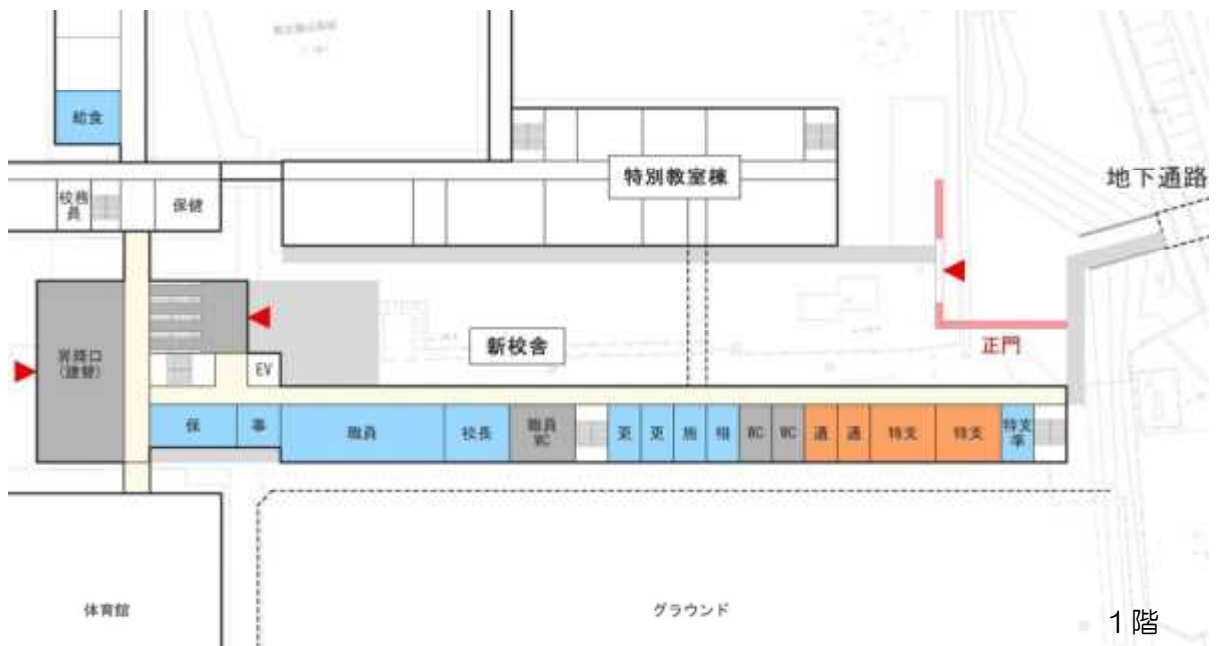 給食
特別教室棟
地下通路
校務
員
保健
正門
新校舎
昇降口
(建替)
EV
保
事
職員
校長
職員
WC
更
更
施
相
WC
WC
通
通
特支
特支
特支
準
体育館
グラウンド
1階